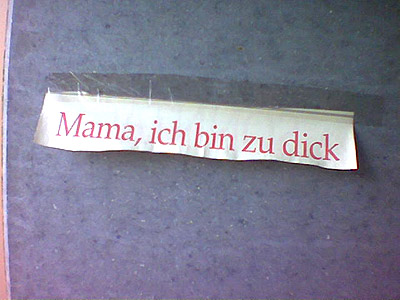 Mama, ich bin zu dick